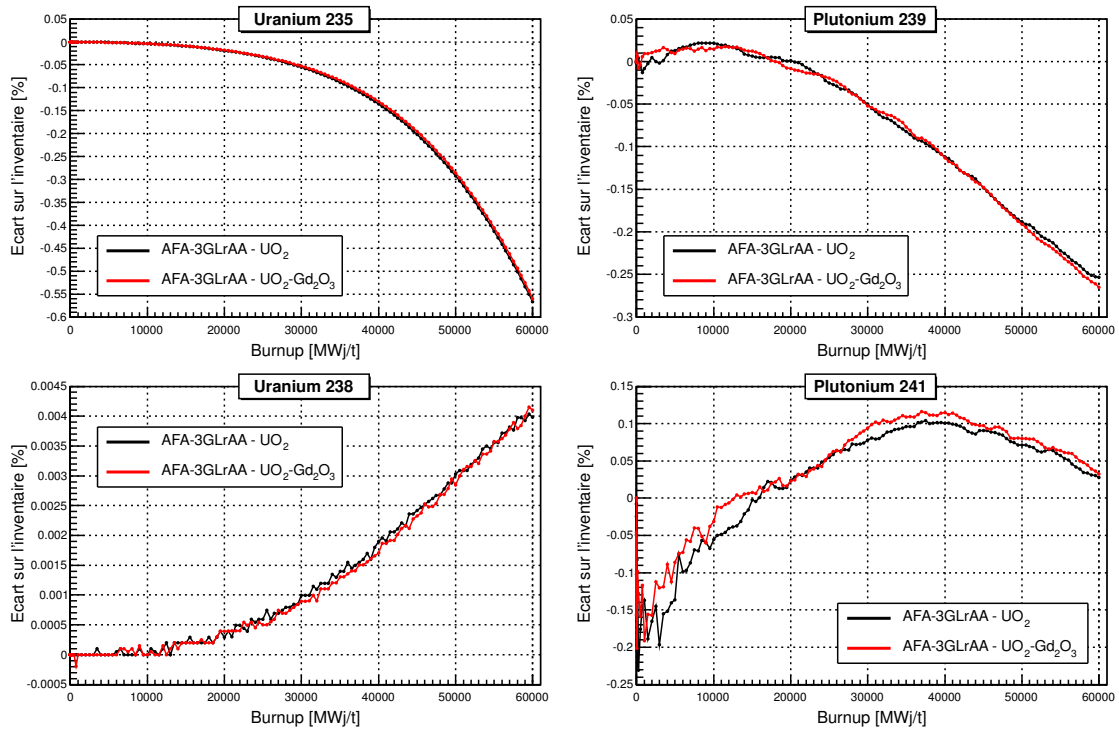 Uranium 235
Ecart sur l'inventaire [%]
0.05
0
-0.05
-0.1
-0.15
-0.2
-0.25
-0.3
-0.35
-0.4
-0.45
-0.5
-0.55
-0.6
AFA-3GLrAA - UO2
AFA-3GLrAA - UO2-Gd2O3
0 10000 20000 30000 40000 50000 60000
Burnup [MWj/t]
Plutonium 239
Ecart sur l'inventaire [%]
0.05
0
-0.05
-0.1
-0.15
-0.2
-0.25
-0.3
AFA-3GLrAA - UO2
AFA-3GLrAA - UO2-Gd2O3
0 10000 20000 30000 40000 50000 60000
Burnup [MWj/t]
Uranium 238
Ecart sur l'inventaire [%]
0.0045
0.004
0.0035
0.003
0.0025
0.002
0.0015
0.001
0.0005
0
-0.0005
AFA-3GLrAA - UO2
AFA-3GLrAA - UO2-Gd2O3
0 10000 20000 30000 40000 50000 60000
Burnup [MWj/t]
Plutonium 241
Ecart sur l'inventaire [%]
0.15
0.1
0.05
0
-0.05
-0.1
-0.15
-0.2
-0.25
AFA-3GLrAA - UO2
AFA-3GLrAA - UO2-Gd2O3
0 10000 20000 30000 40000 50000 60000
Burnup [MWj/t]